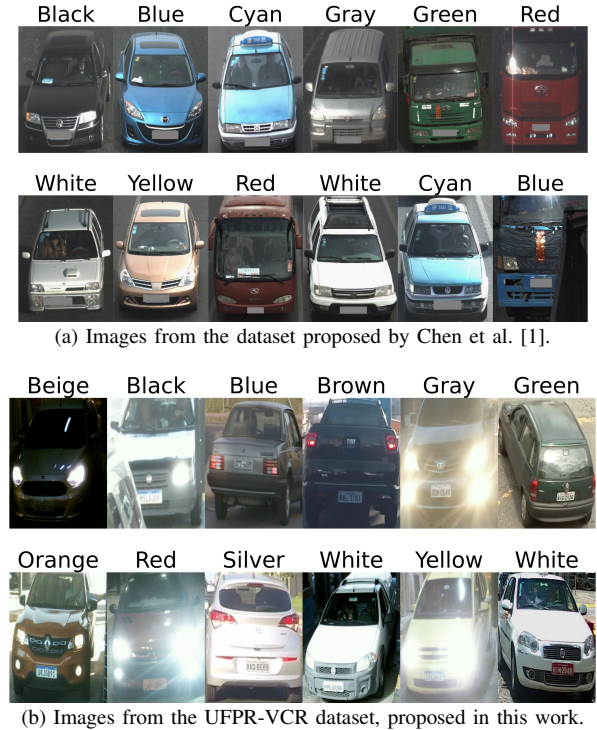 Black Blue Cyan Gray Green Red
White Yellow Red White Cyan Blue
(a) Images from the dataset proposed by Chen et al. [1].
Beige Black Blue Brown Gray Green
Orange Red Silver White Yellow White
(b) Images from the UFPR-VCR dataset, proposed in this work.